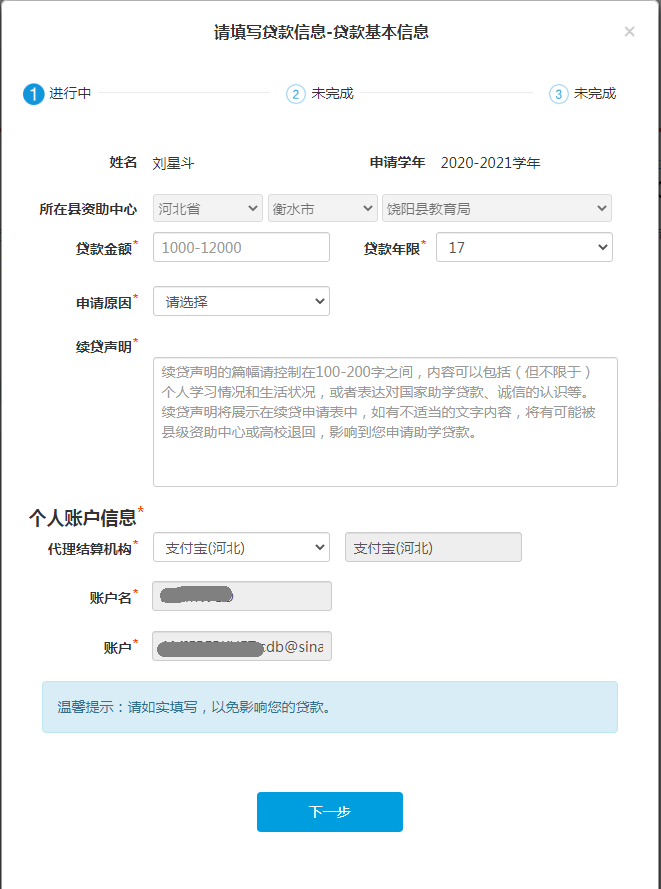 请填写贷款信息-贷款基本信息 ×
1 进行中 2 未完成 3 未完成
姓名 刘星斗 申请学年 2020-2021学年
所在县资助中心 河北省 衡水市 饶阳县教育局
贷款金额* 1000-12000 贷款年限* 17
申请原因* 请选择
续贷声明*
续贷声明的篇幅请控制在100-200字之间，内容可以包括（但不限于）
个人学习情况和生活状况，或者表达对国家助学贷款、诚信的认识等。
续贷声明将展示在续贷申请表中，如有不适当的文字内容，将有可能被
县级资助中心或高校退回，影响到您申请助学贷款。
个人账户信息*
代理结算机构* 支付宝(河北) 支付宝(河北)
账户名*
账户* cdb@sina
温馨提示：请如实填写，以免影响您的贷款。
下一步